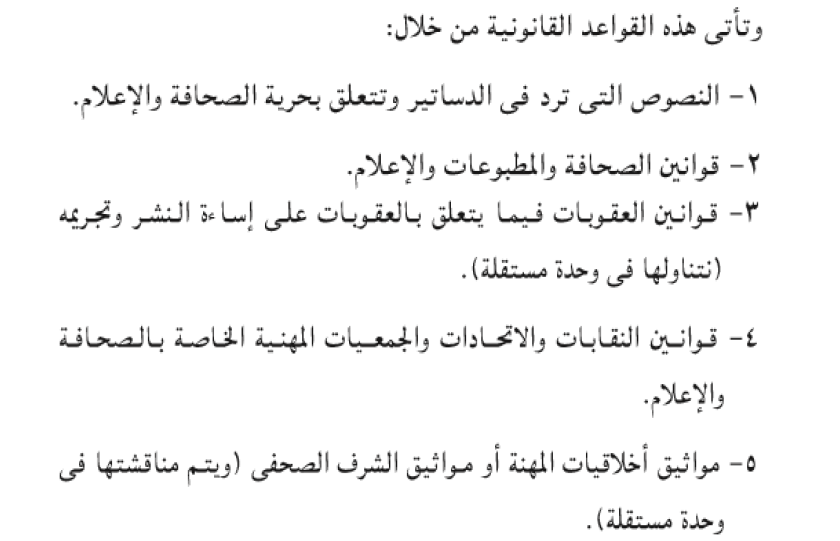 وتأتى هذه القواعد القانونية من خلال:
١- النصوص التى ترد فى الدساتير وتتعلق بحرية الصحافة والإعلام.
٢- قوانين الصحافة والمطبوعات والإعلام.
٣- قوانين العقوبات فيما يتعلق بالعقوبات على إساءة النشر وتجريمه
(نتناولها فى وحدة مستقلة).
٤- قوانين النقابات والاتحادات والجمعيات المهنية الخاصة بالصحافة
والإعلام.
٥- مواثيق أخلاقيات المهنة أو مواثيق الشرف الصحفى (ويتم مناقشتها فى
وحدة مستقلة).